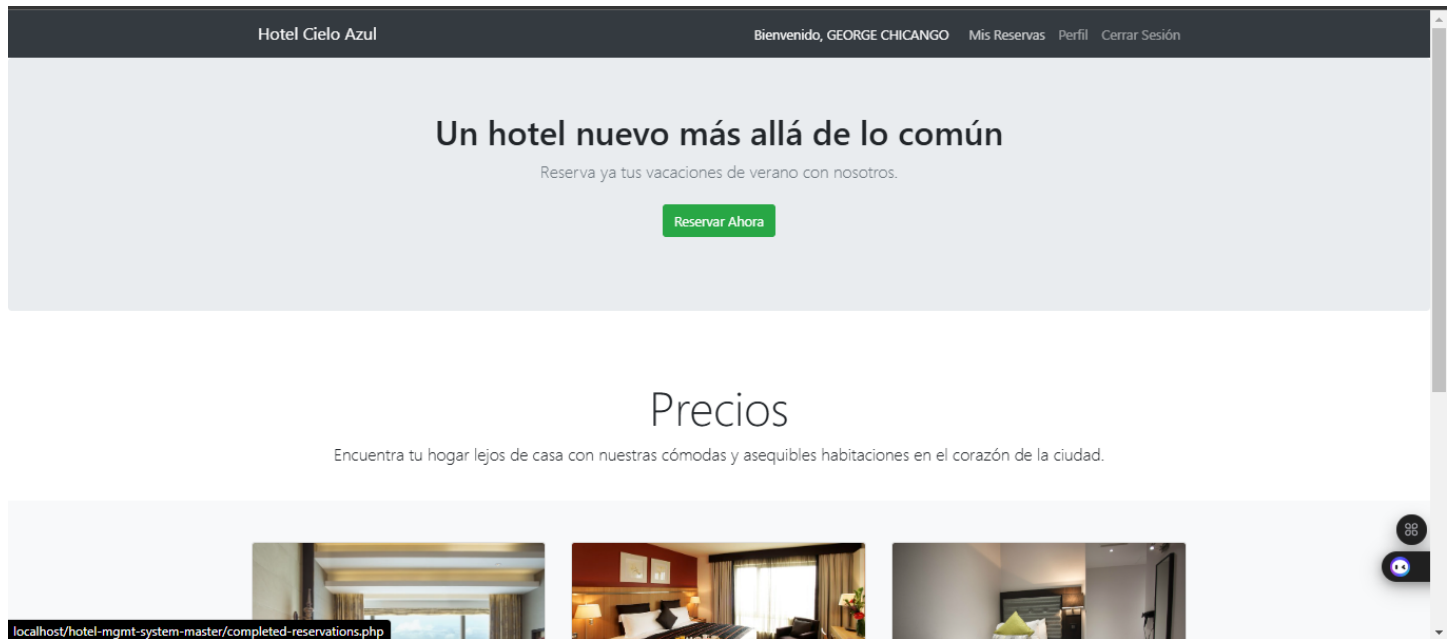 Hotel Cielo Azul
Bienvenido, GEORGE CHICANGO Mis Reservas Perfil Cerrar Sesión
Un hotel nuevo más allá de lo común
Reserva ya tus vacaciones de verano con nosotros.
Reservar Ahora
Precios
Encuentra tu hogar lejos de casa con nuestras cómodas y asequibles habitaciones en el corazón de la ciudad.
localhost/hotel-mgmt-system-master/completed-reservations.php